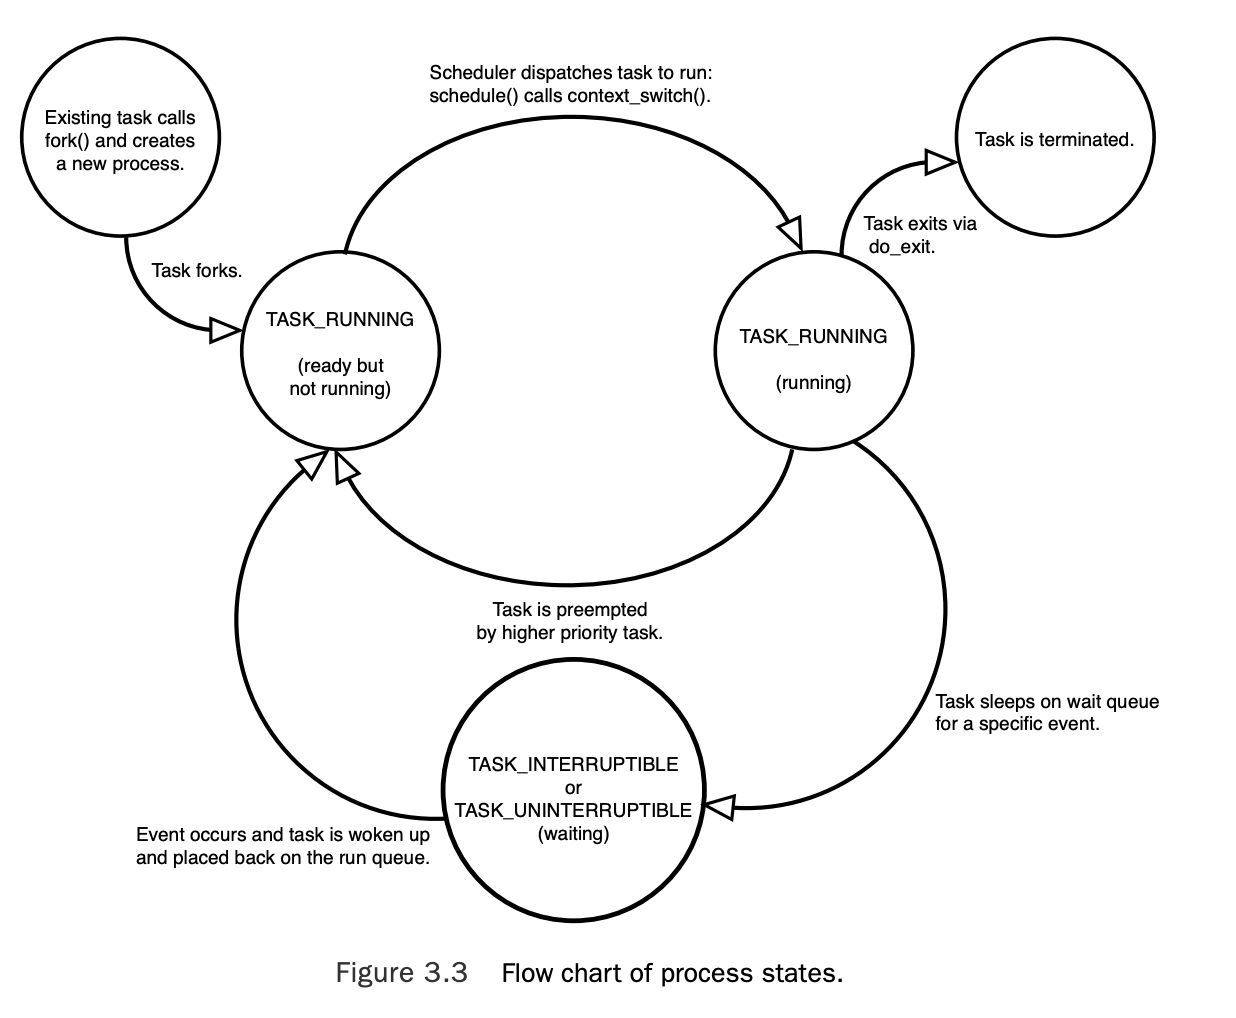 Existing task calls
fork() and creates
a new process.
Scheduler dispatches task to run:
schedule() calls context_switch().
Task is terminated.
Task forks.
Task exits via
do_exit.
TASK_RUNNING
(ready but
not running)
TASK_RUNNING
(running)
Task is preempted
by higher priority task.
Task sleeps on wait queue
for a specific event.
TASK_INTERRUPTIBLE
or
TASK_UNINTERRUPTIBLE
(waiting)
Event occurs and task is woken up
and placed back on the run queue.
Figure 3.3 Flow chart of process states.